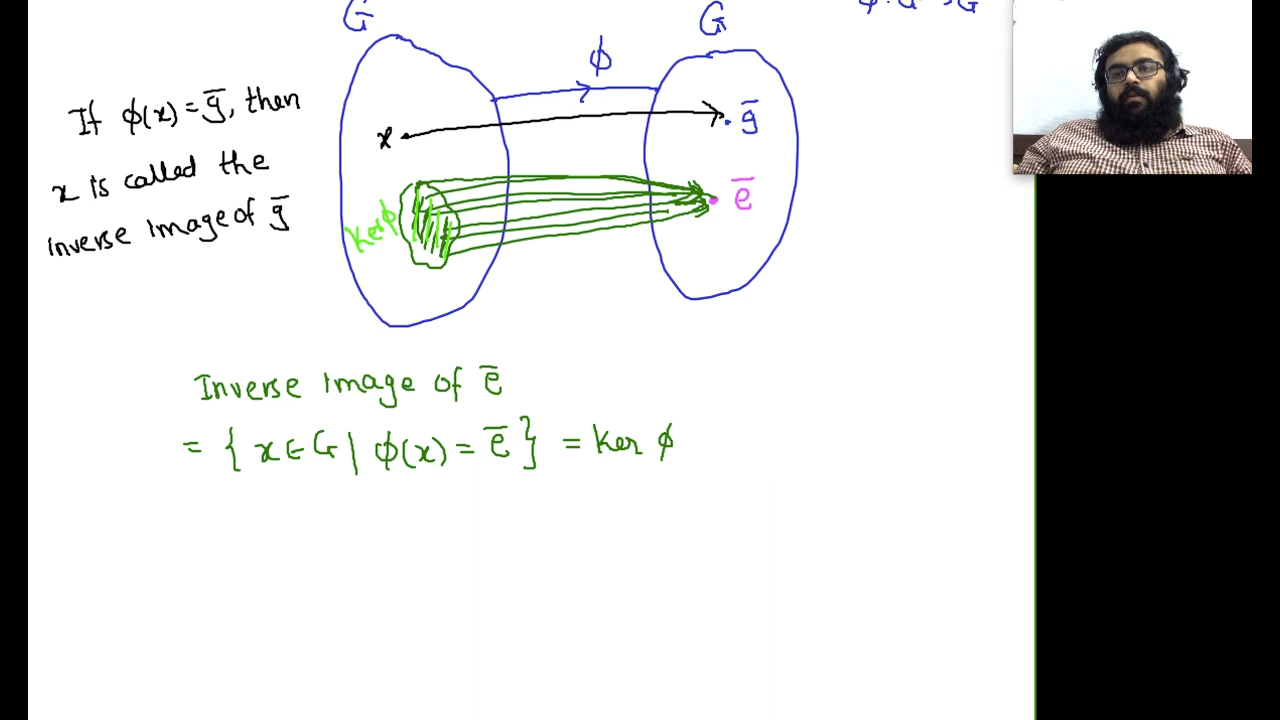 G
G
ϕ
If ϕ(x) = g̅, then
x is called the
inverse image of g̅
x
g̅
e̅
ker ϕ
Inverse image of e̅
= { x ∈ G | ϕ(x) = e̅ } = ker ϕ